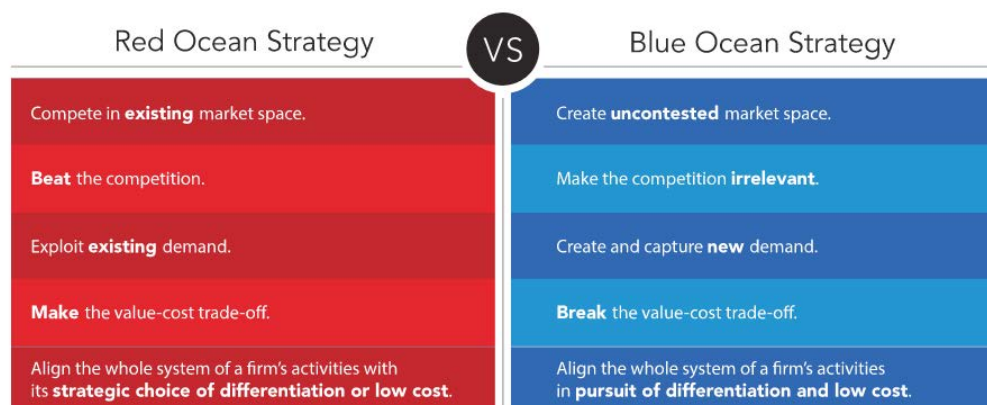 Red Ocean Strategy
VS
Blue Ocean Strategy
Compete in existing market space.
Create uncontested market space.
Beat the competition.
Make the competition irrelevant.
Exploit existing demand.
Create and capture new demand.
Make the value-cost trade-off.
Break the value-cost trade-off.
Align the whole system of a firm's activities with
its strategic choice of differentiation or low cost.
Align the whole system of a firm's activities
in pursuit of differentiation and low cost.